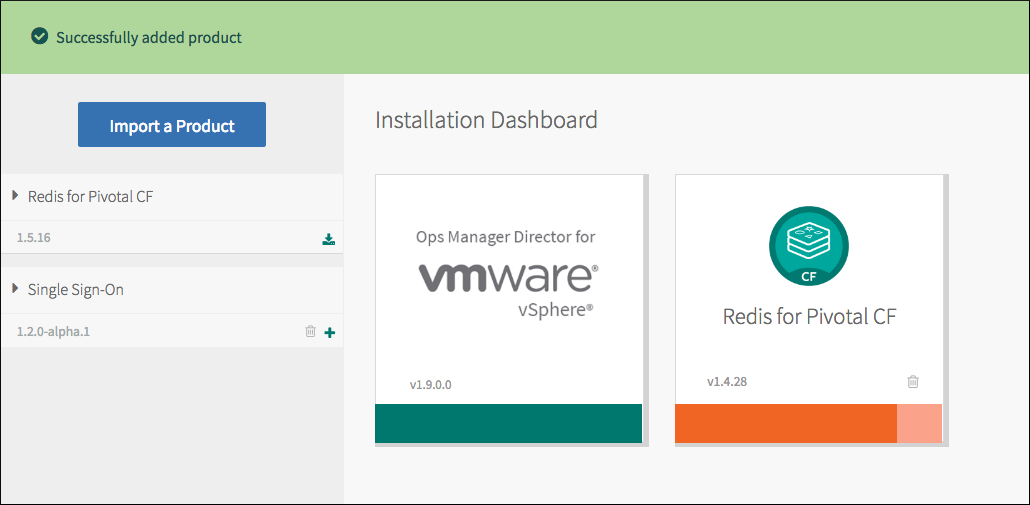 Successfully added product
Import a Product
Redis for Pivotal CF
1.5.16
Single Sign-On
1.2.0-alpha.1
Installation Dashboard
Ops Manager Director for
vmware®
vSphere®
v1.9.0.0
CF
Redis for Pivotal CF
v1.4.28